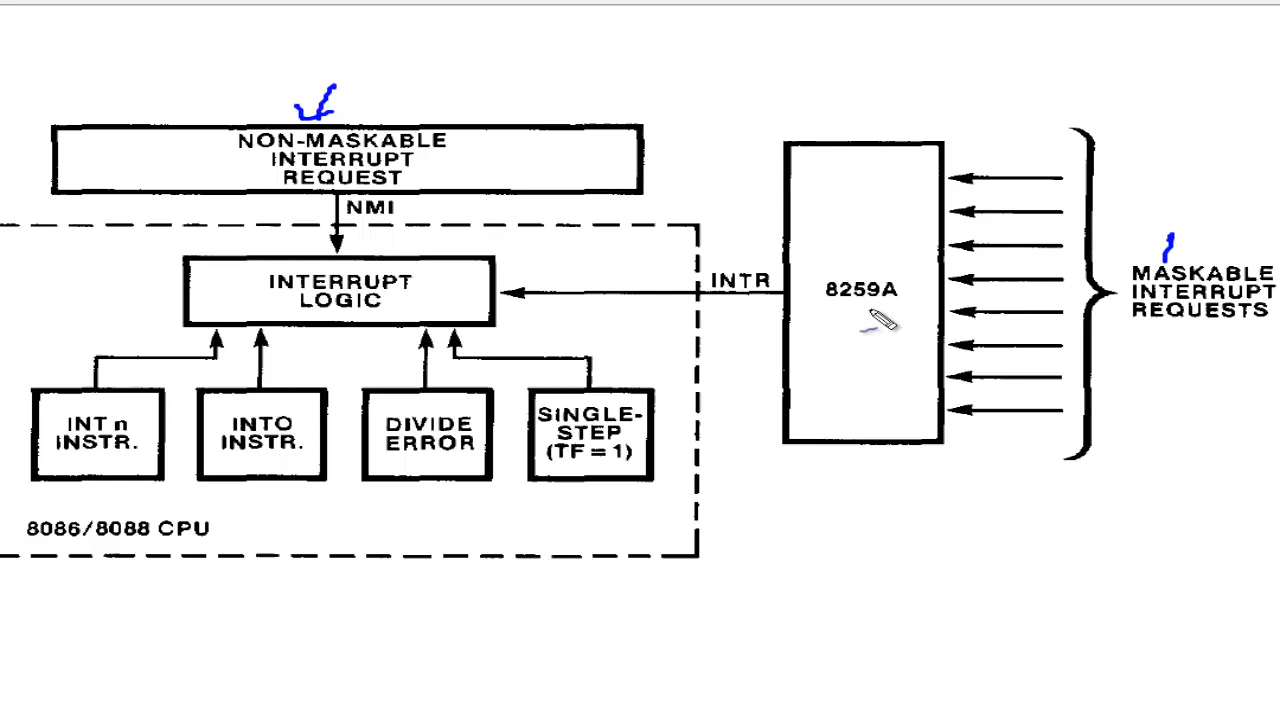 NON-MASKABLE
INTERRUPT
REQUEST
NMI
INTERRUPT
LOGIC
INTR
8259A
MASKABLE
INTERRUPT
REQUESTS
INT n
INSTR.
INTO
INSTR.
DIVIDE
ERROR
SINGLE-
STEP
(TF = 1)
8086/8088 CPU